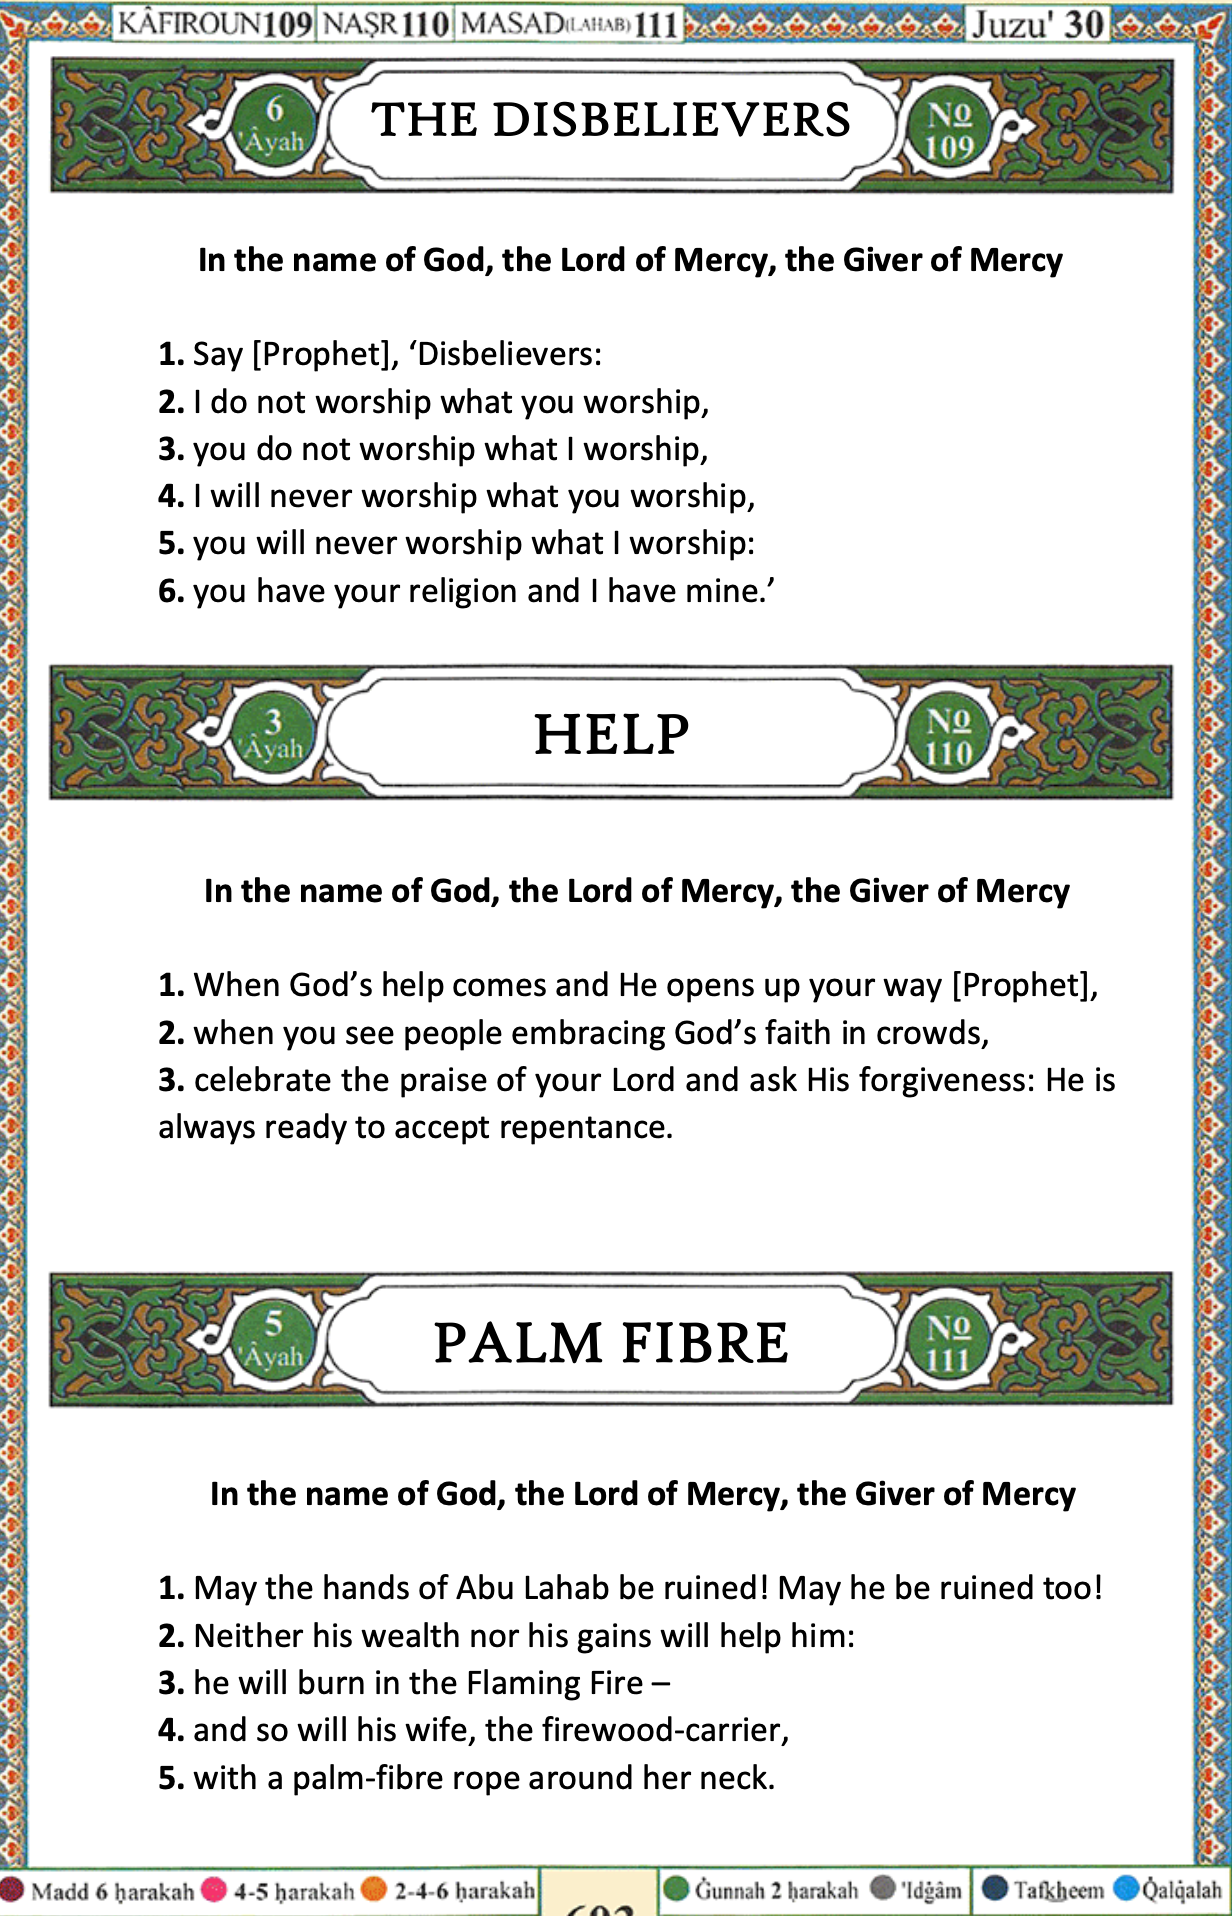 KÂFIROUN109 NAṢR110 MASAD(LAHAB)111 Juzu' 30
6 'Âyah THE DISBELIEVERS No 109
In the name of God, the Lord of Mercy, the Giver of Mercy
1. Say [Prophet], ‘Disbelievers:
2. I do not worship what you worship,
3. you do not worship what I worship,
4. I will never worship what you worship,
5. you will never worship what I worship:
6. you have your religion and I have mine.’
3 'Âyah HELP No 110
In the name of God, the Lord of Mercy, the Giver of Mercy
1. When God’s help comes and He opens up your way [Prophet],
2. when you see people embracing God’s faith in crowds,
3. celebrate the praise of your Lord and ask His forgiveness: He is
always ready to accept repentance.
5 'Âyah PALM FIBRE No 111
In the name of God, the Lord of Mercy, the Giver of Mercy
1. May the hands of Abu Lahab be ruined! May he be ruined too!
2. Neither his wealth nor his gains will help him:
3. he will burn in the Flaming Fire –
4. and so will his wife, the firewood-carrier,
5. with a palm-fibre rope around her neck.
Madd 6 ḥarakah 4-5 ḥarakah 2-4-6 ḥarakah Ġunnah 2 ḥarakah 'Idġâm Tafkheem Q̇alq̇alah